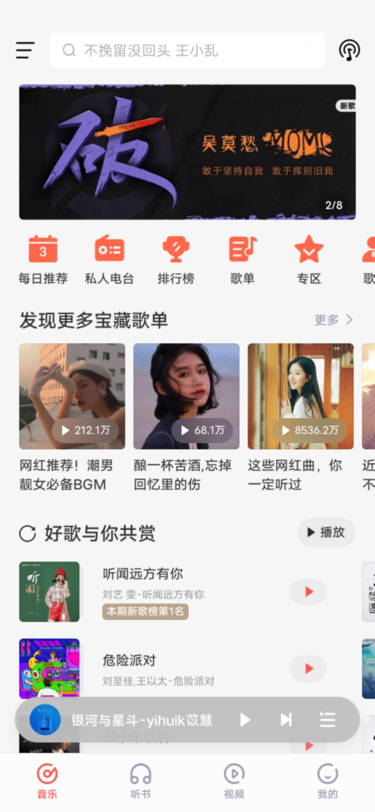 不挽留没回头 王小乱
新歌
砍
吴莫愁 MOMO
敢于坚持自我 敢于挥别旧我
2/8
3
每日推荐
私人电台
排行榜
歌单
专区
歌
发现更多宝藏歌单
更多
212.1万
68.1万
8536.2万
网红推荐！潮男
靓女必备BGM
酿一杯苦酒,忘掉
回忆里的伤
这些网红曲，你
一定听过
近
不
好歌与你共赏
播放
听闻
听闻远方有你
刘艺雯-听闻远方有你
本期新歌榜第1名
危险派对
刘至佳,王以太-危险派对
银河与星斗-yihuik苡慧
音乐
听书
视频
我的